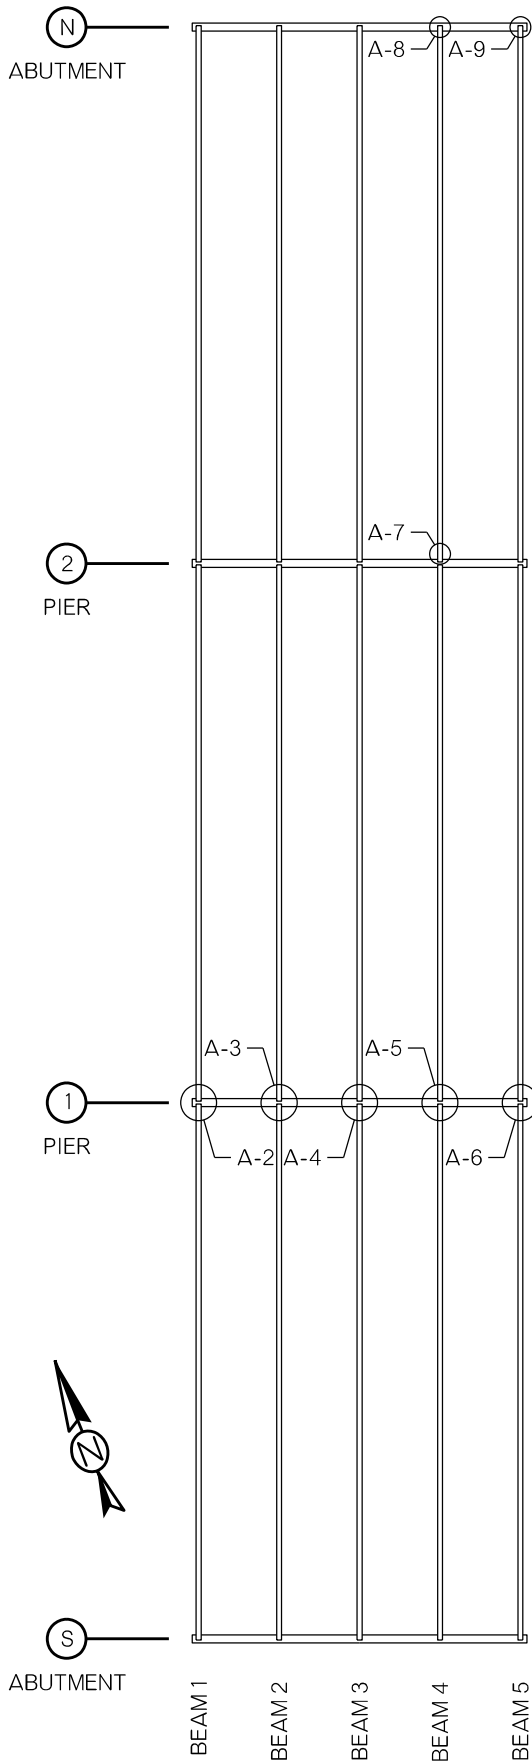 N
ABUTMENT
A-8
A-9
A-7
2
PIER
A-3
A-5
1
PIER
A-2
A-4
A-6
N
S
ABUTMENT
BEAM 1
BEAM 2
BEAM 3
BEAM 4
BEAM 5